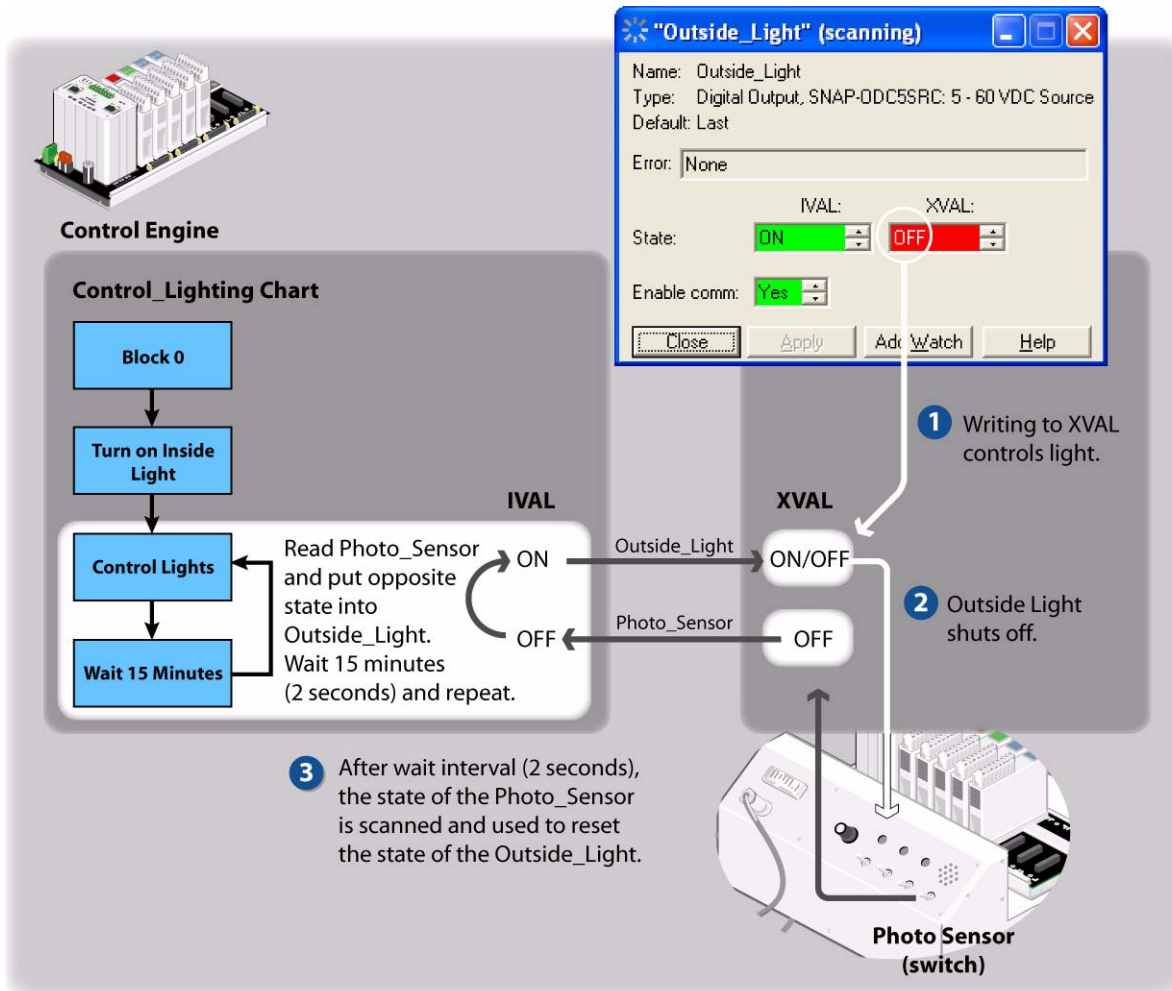 "Outside_Light" (scanning)
Name: Outside_Light
Type: Digital Output, SNAP-ODC5SRC: 5 - 60 VDC Source
Default: Last
Error: None
IVAL: XVAL:
State: ON OFF
Enable comm: Yes
Close Apply Add Watch Help
Control Engine
Control_Lighting Chart
Block 0
Turn on Inside
Light
Control Lights
Wait 15 Minutes
Read Photo_Sensor
and put opposite
state into
Outside_Light.
Wait 15 minutes
(2 seconds) and repeat.
IVAL
ON
OFF
Outside_Light
Photo_Sensor
XVAL
ON/OFF
OFF
1 Writing to XVAL
controls light.
2 Outside Light
shuts off.
3 After wait interval (2 seconds),
the state of the Photo_Sensor
is scanned and used to reset
the state of the Outside_Light.
Photo Sensor
(switch)